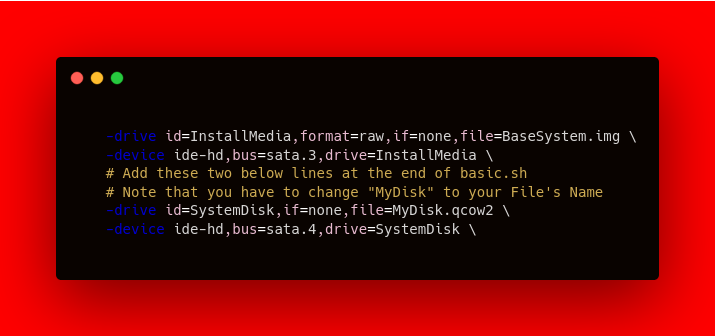 -drive id=InstallMedia,format=raw,if=none,file=BaseSystem.img \
-device ide-hd,bus=sata.3,drive=InstallMedia \
# Add these two below lines at the end of basic.sh
# Note that you have to change "MyDisk" to your File's Name
-drive id=SystemDisk,if=none,file=MyDisk.qcow2 \
-device ide-hd,bus=sata.4,drive=SystemDisk \